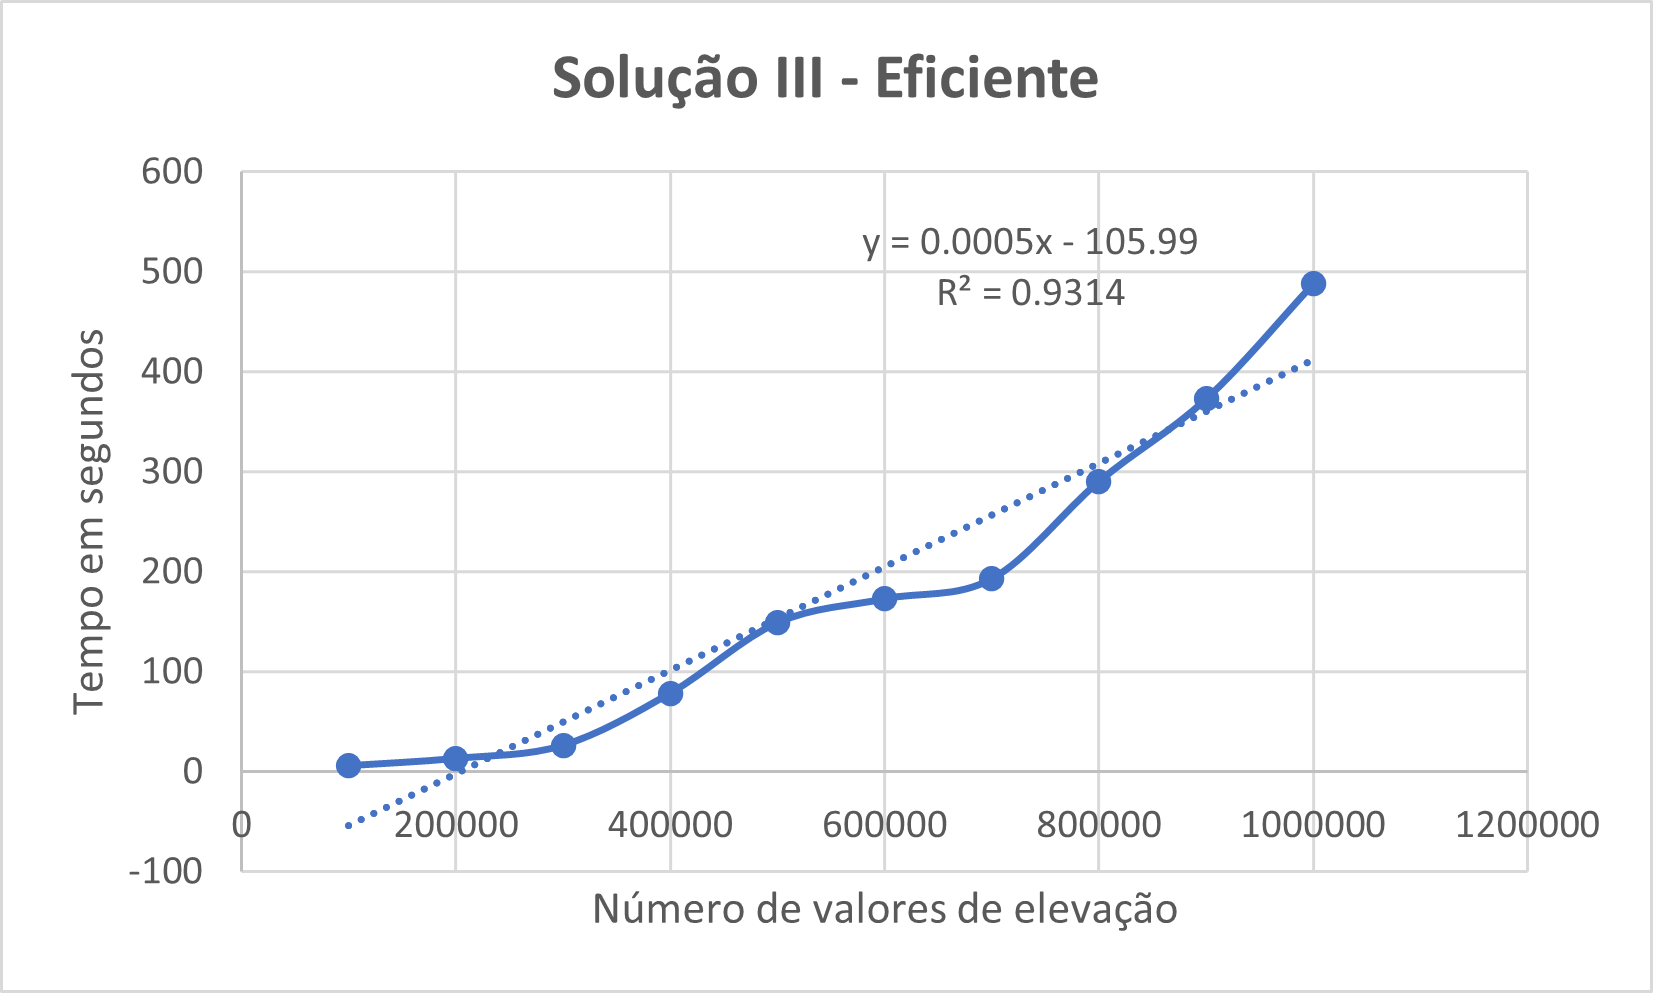 Solução III - Eficiente
y = 0.0005x - 105.99
R² = 0.9314
Tempo em segundos
600
500
400
300
200
100
0
-100
0 200000 400000 600000 800000 1000000 1200000
Número de valores de elevação